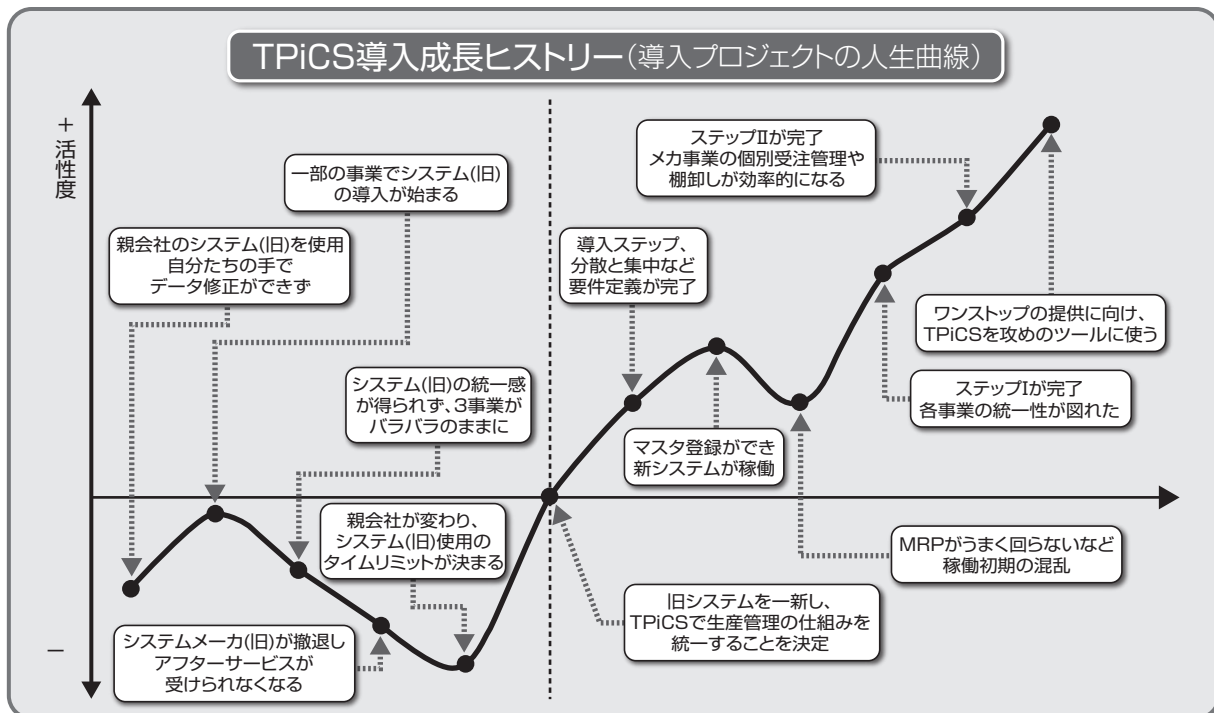 TPiCS導入成長ヒストリー(導入プロジェクトの人生曲線)
+
活性度
−
親会社のシステム(旧)を使用
自分たちの手で
データ修正ができず
一部の事業でシステム(旧)
の導入が始まる
システム(旧)の統一感
が得られず、3事業が
バラバラのままに
システムメーカ(旧)が撤退し
アフターサービスが
受けられなくなる
親会社が変わり、
システム(旧)使用の
タイムリミットが決まる
旧システムを一新し、
TPiCSで生産管理の仕組みを
統一することを決定
導入ステップ、
分散と集中など
要件定義が完了
マスタ登録ができ
新システムが稼働
MRPがうまく回らないなど
稼働初期の混乱
ステップIが完了
各事業の統一性が図れた
ステップIIが完了
メカ事業の個別受注管理や
棚卸しが効率的になる
ワンストップの提供に向け、
TPiCSを攻めのツールに使う